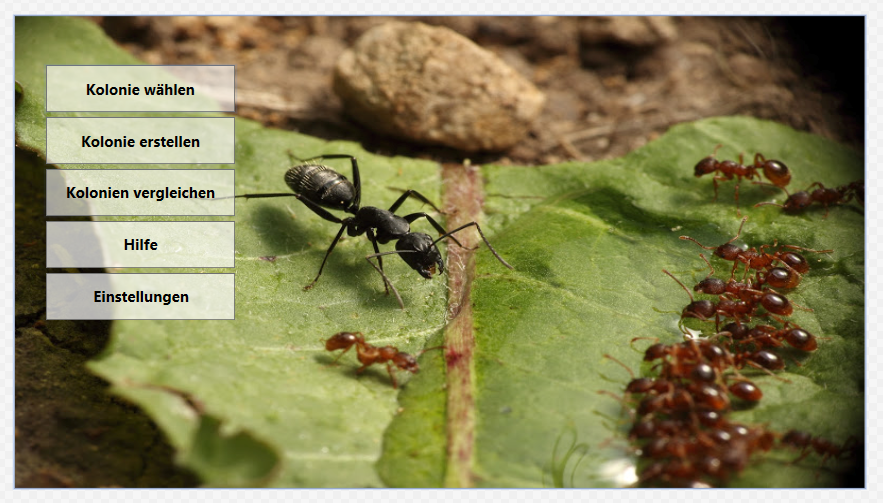 Kolonie wählen
Kolonie erstellen
Kolonien vergleichen
Hilfe
Einstellungen